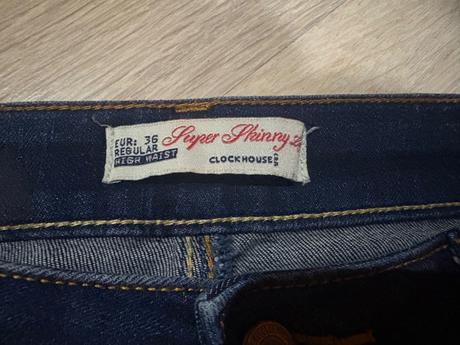 EUR: 36
REGULAR
HIGH WAIST
Super Skinny
CLOCKHOUSE